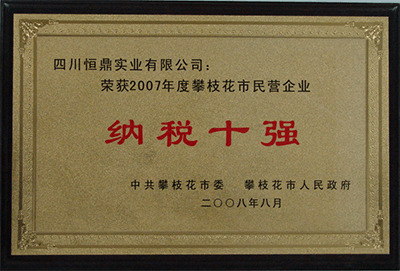 四川恒鼎实业有限公司：
荣获2007年度攀枝花市民营企业
纳税十强
中共攀枝花市委 攀枝花市人民政府
二〇〇八年八月